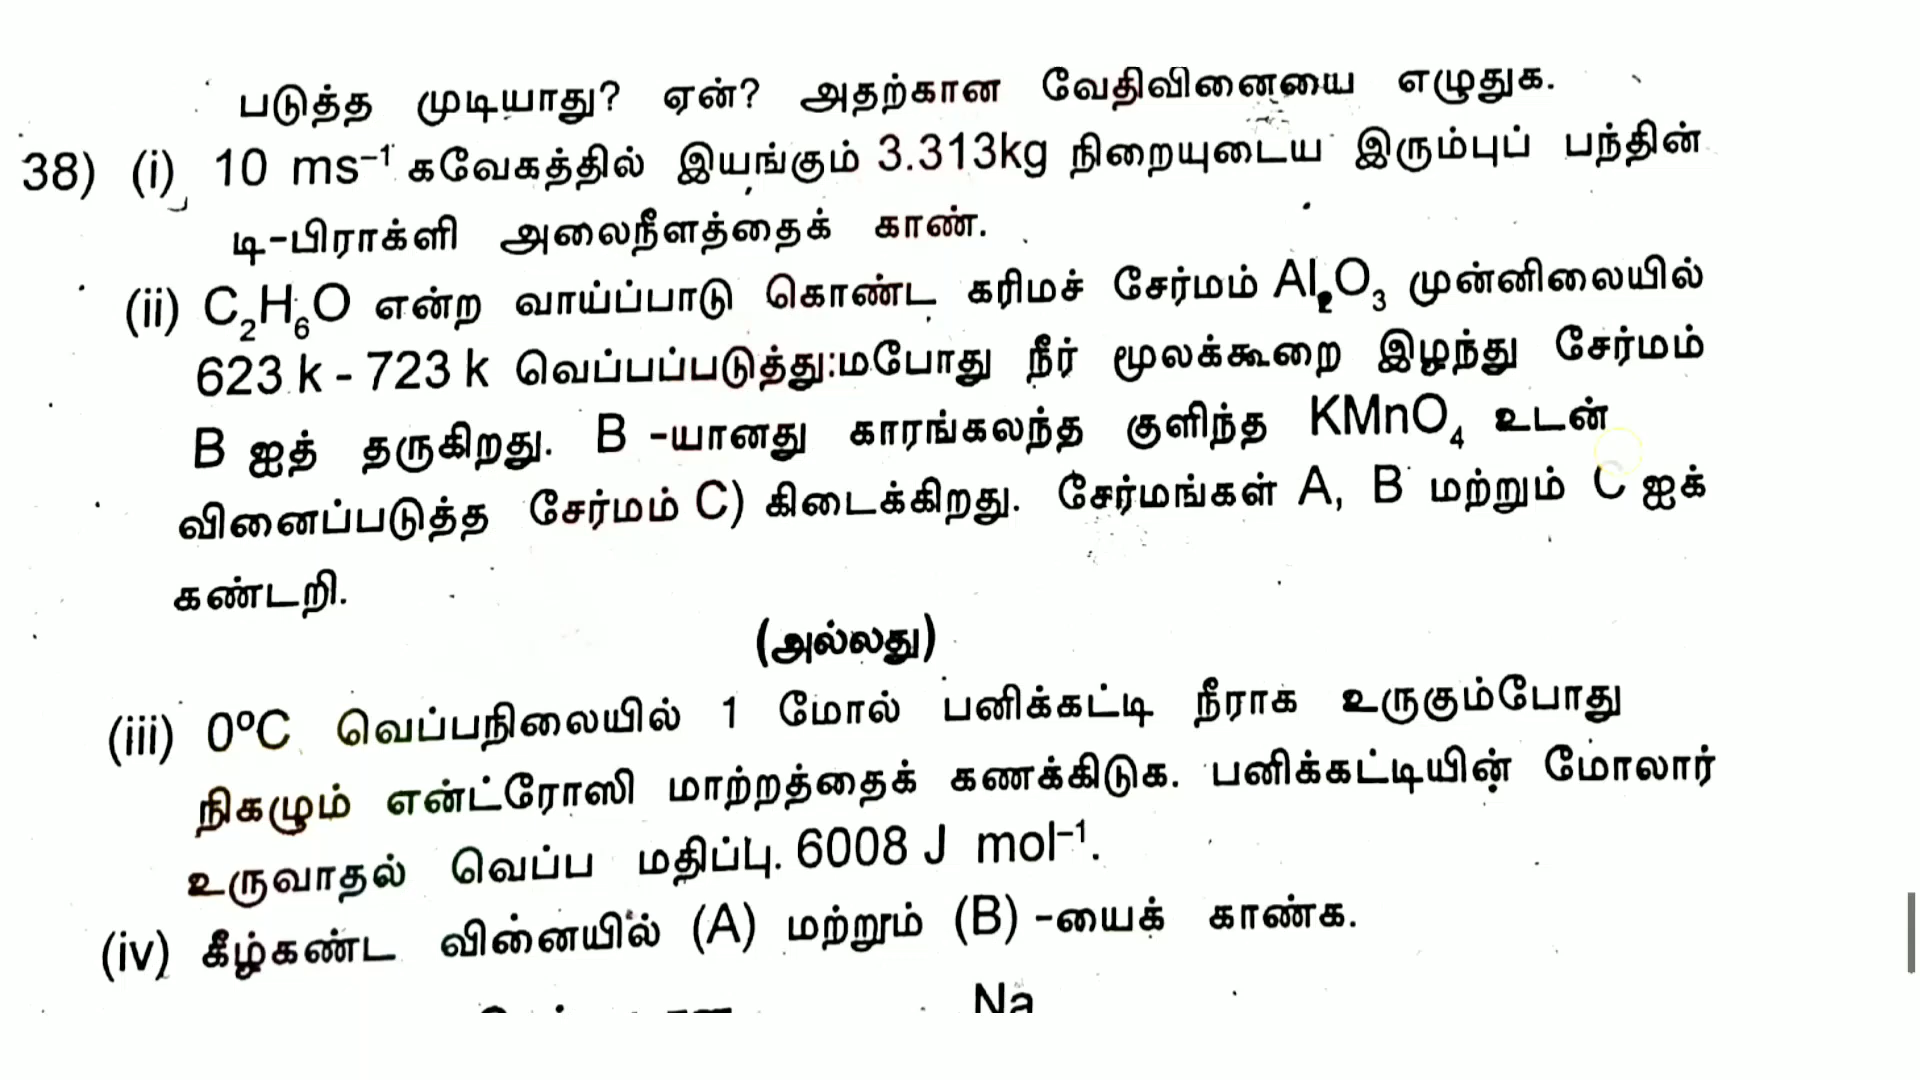 படுத்த முடியாது? ஏன்? அதற்கான வேதிவினையை எழுதுக.
38) (i) 10 ms⁻¹ கவேகத்தில் இயங்கும் 3.313kg நிறையுடைய இரும்புப் பந்தின்
டி-பிராக்ளி அலைநீளத்தைக் காண்.
(ii) C₂H₆O என்ற வாய்ப்பாடு கொண்ட கரிமச் சேர்மம் Al₂O₃ முன்னிலையில்
623 k - 723 k வெப்பப்படுத்து:மபோது நீர் மூலக்கூறை இழந்து சேர்மம்
B ஐத் தருகிறது. B -யானது காரங்கலந்த குளிந்த KMnO₄ உடன்
வினைப்படுத்த சேர்மம் C) கிடைக்கிறது. சேர்மங்கள் A, B மற்றும் C ஐக்
கண்டறி.
(அல்லது)
(iii) 0ºC வெப்பநிலையில் 1 மோல் பனிக்கட்டி நீராக உருகும்போது
நிகழும் என்ட்ரோஸி மாற்றத்தைக் கணக்கிடுக. பனிக்கட்டியின் மோலார்
உருவாதல் வெப்ப மதிப்பு. 6008 J mol⁻¹.
(iv) கீழ்கண்ட வினையில் (A) மற்றும் (B) -யைக் காண்க.
Na